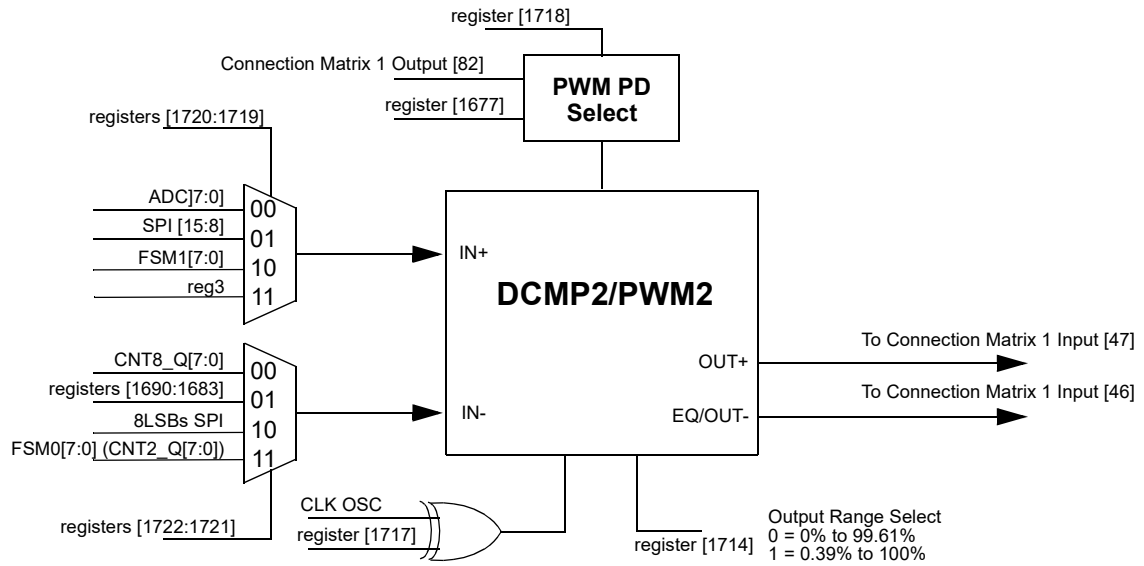 register [1718]
Connection Matrix 1 Output [82]
register [1677]
PWM PD
Select
registers [1720:1719]
ADC]7:0]
00
SPI [15:8]
01
FSM1[7:0]
10
reg3
11
IN+
DCMP2/PWM2
To Connection Matrix 1 Input [47]
OUT+
CNT8_Q[7:0]
00
registers [1690:1683]
01
8LSBs SPI
10
FSM0[7:0] (CNT2_Q[7:0])
11
IN-
To Connection Matrix 1 Input [46]
EQ/OUT-
registers [1722:1721]
CLK OSC
register [1717]
register [1714]
Output Range Select
0 = 0% to 99.61%
1 = 0.39% to 100%